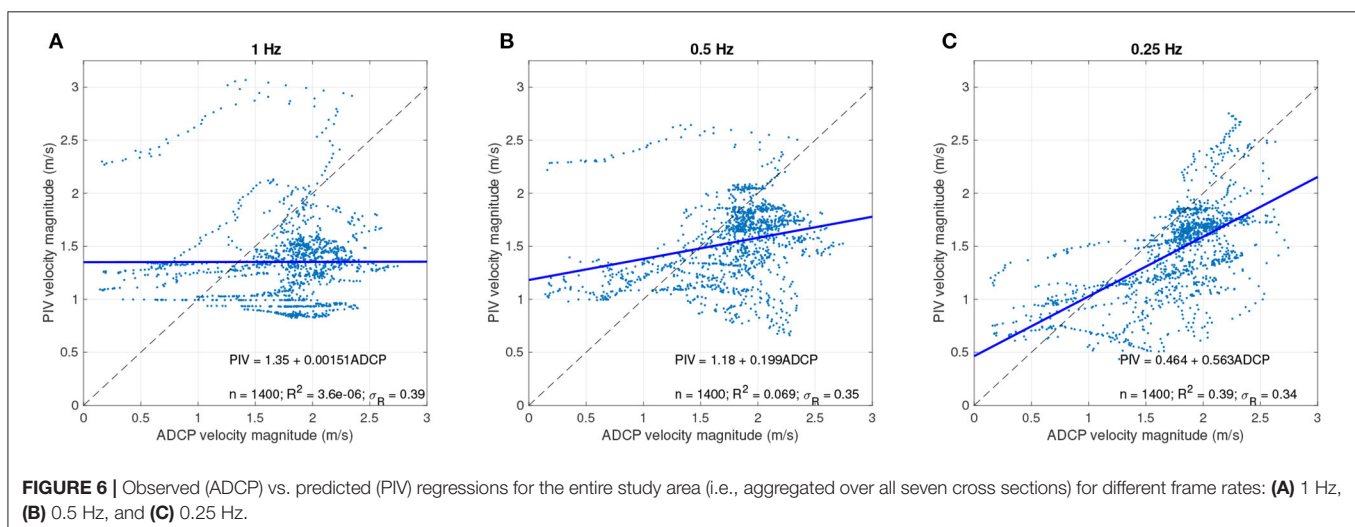 A
1 Hz
PIV velocity magnitude (m/s)
3
2.5
2
1.5
1
0.5
0
PIV = 1.35 + 0.00151ADCP
n = 1400; R² = 3.6e-06; σ_R = 0.39
0 0.5 1 1.5 2 2.5 3
ADCP velocity magnitude (m/s)
B
0.5 Hz
PIV velocity magnitude (m/s)
3
2.5
2
1.5
1
0.5
0
PIV = 1.18 + 0.199ADCP
n = 1400; R² = 0.069; σ_R = 0.35
0 0.5 1 1.5 2 2.5 3
ADCP velocity magnitude (m/s)
C
0.25 Hz
PIV velocity magnitude (m/s)
3
2.5
2
1.5
1
0.5
0
PIV = 0.464 + 0.563ADCP
n = 1400; R² = 0.39; σ_R = 0.34
0 0.5 1 1.5 2 2.5 3
ADCP velocity magnitude (m/s)
FIGURE 6 | Observed (ADCP) vs. predicted (PIV) regressions for the entire study area (i.e., aggregated over all seven cross sections) for different frame rates: (A) 1 Hz,
(B) 0.5 Hz, and (C) 0.25 Hz.